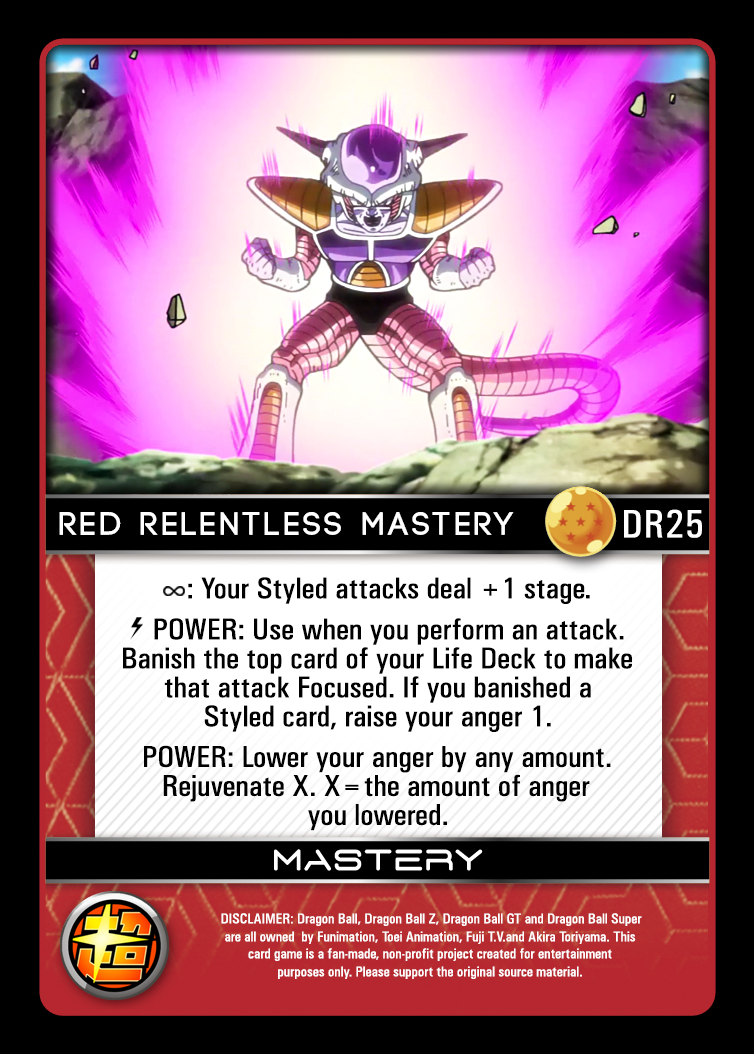 RED RELENTLESS MASTERY DR25
∞: Your Styled attacks deal +1 stage.
POWER: Use when you perform an attack.
Banish the top card of your Life Deck to make
that attack Focused. If you banished a
Styled card, raise your anger 1.
POWER: Lower your anger by any amount.
Rejuvenate X. X=the amount of anger
you lowered.
MASTERY
超
DISCLAIMER: Dragon Ball, Dragon Ball Z, Dragon Ball GT and Dragon Ball Super
are all owned by Funimation, Toei Animation, Fuji T.V.and Akira Toriyama. This
card game is a fan-made, non-profit project created for entertainment
purposes only. Please support the original source material.